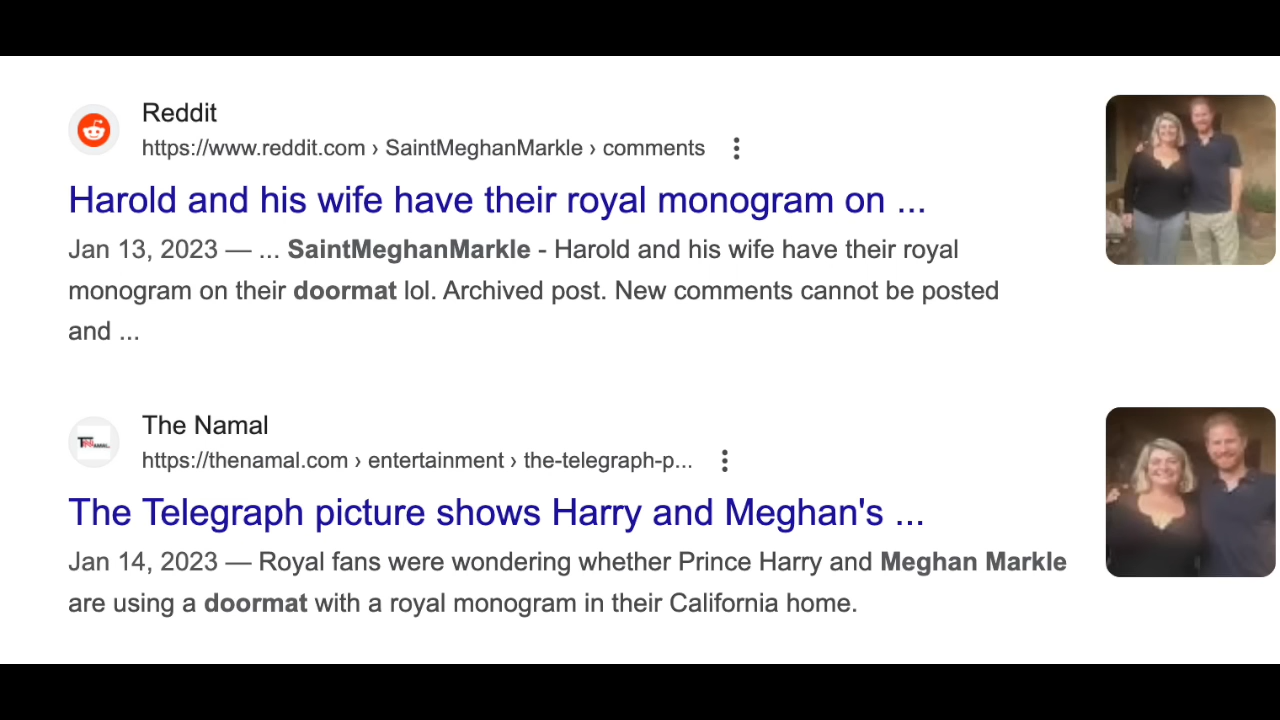 Reddit
https://www.reddit.com › SaintMeghanMarkle › comments
Harold and his wife have their royal monogram on ...
Jan 13, 2023 — ... SaintMeghanMarkle - Harold and his wife have their royal
monogram on their doormat lol. Archived post. New comments cannot be posted
and ...
The Namal
https://thenamal.com › entertainment › the-telegraph-p...
The Telegraph picture shows Harry and Meghan's ...
Jan 14, 2023 — Royal fans were wondering whether Prince Harry and Meghan Markle
are using a doormat with a royal monogram in their California home.